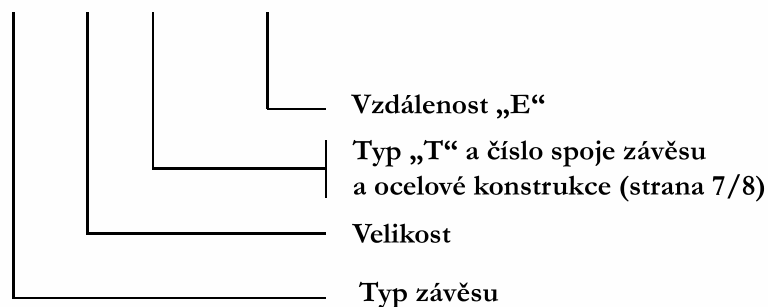 Vzdálenost „E“
Typ „T“ a číslo spoje závěsu
a ocelové konstrukce (strana 7/8)
Velikost
Typ závěsu